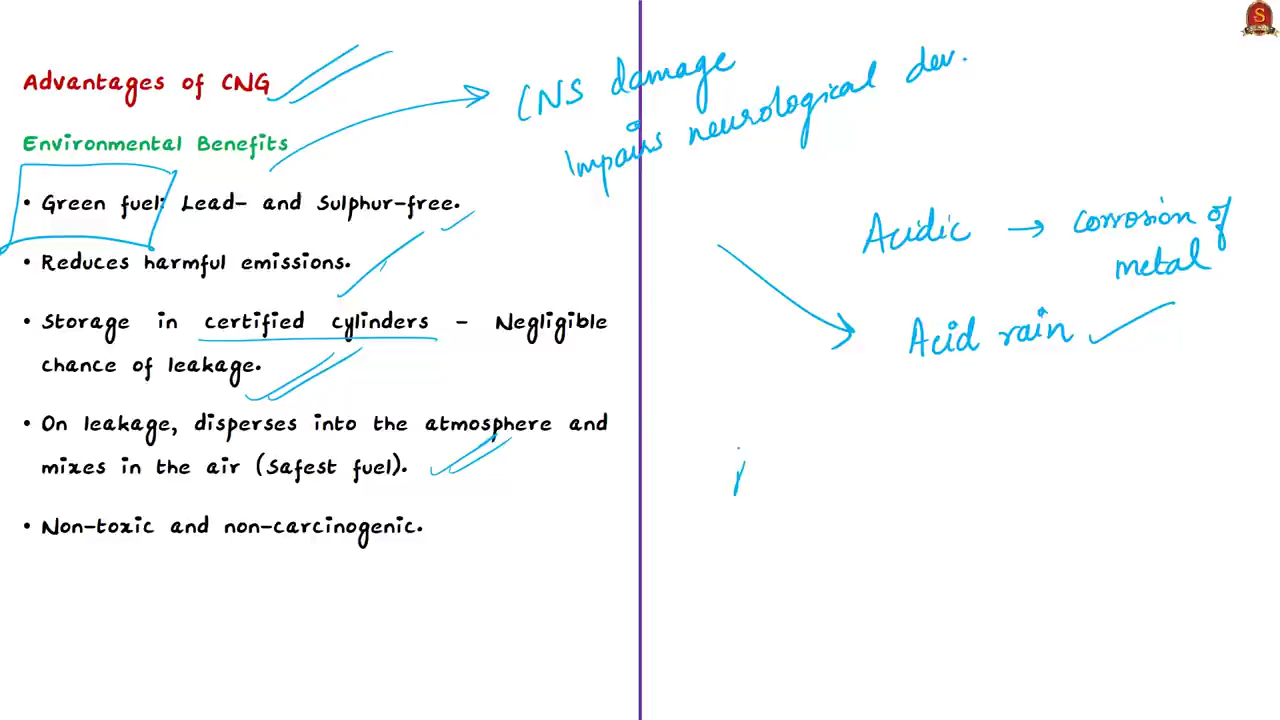 Advantages of CNG
Environmental Benefits
• Green fuel: Lead- and Sulphur-free.
• Reduces harmful emissions.
• Storage in certified cylinders – Negligible
chance of leakage.
• On leakage, disperses into the atmosphere and
mixes in the air (Safest fuel).
• Non-toxic and non-carcinogenic.
CNS damage
Impairs neurological dev.
Acidic → corrosion of
metal
Acid rain
S